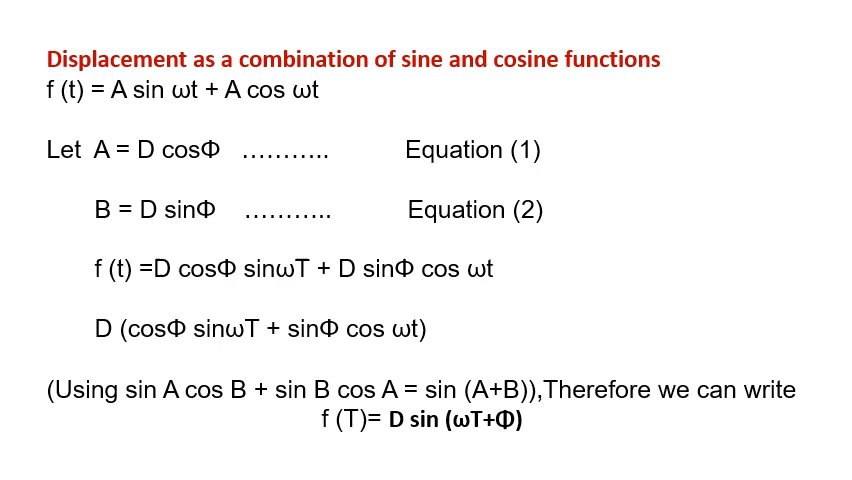 Displacement as a combination of sine and cosine functions
f (t) = A sin ωt + A cos ωt
Let A = D cosΦ ……….. Equation (1)
B = D sinΦ ……….. Equation (2)
f (t) =D cosΦ sinωT + D sinΦ cos ωt
D (cosΦ sinωT + sinΦ cos ωt)
(Using sin A cos B + sin B cos A = sin (A+B)),Therefore we can write
f (T)= D sin (ωT+Φ)